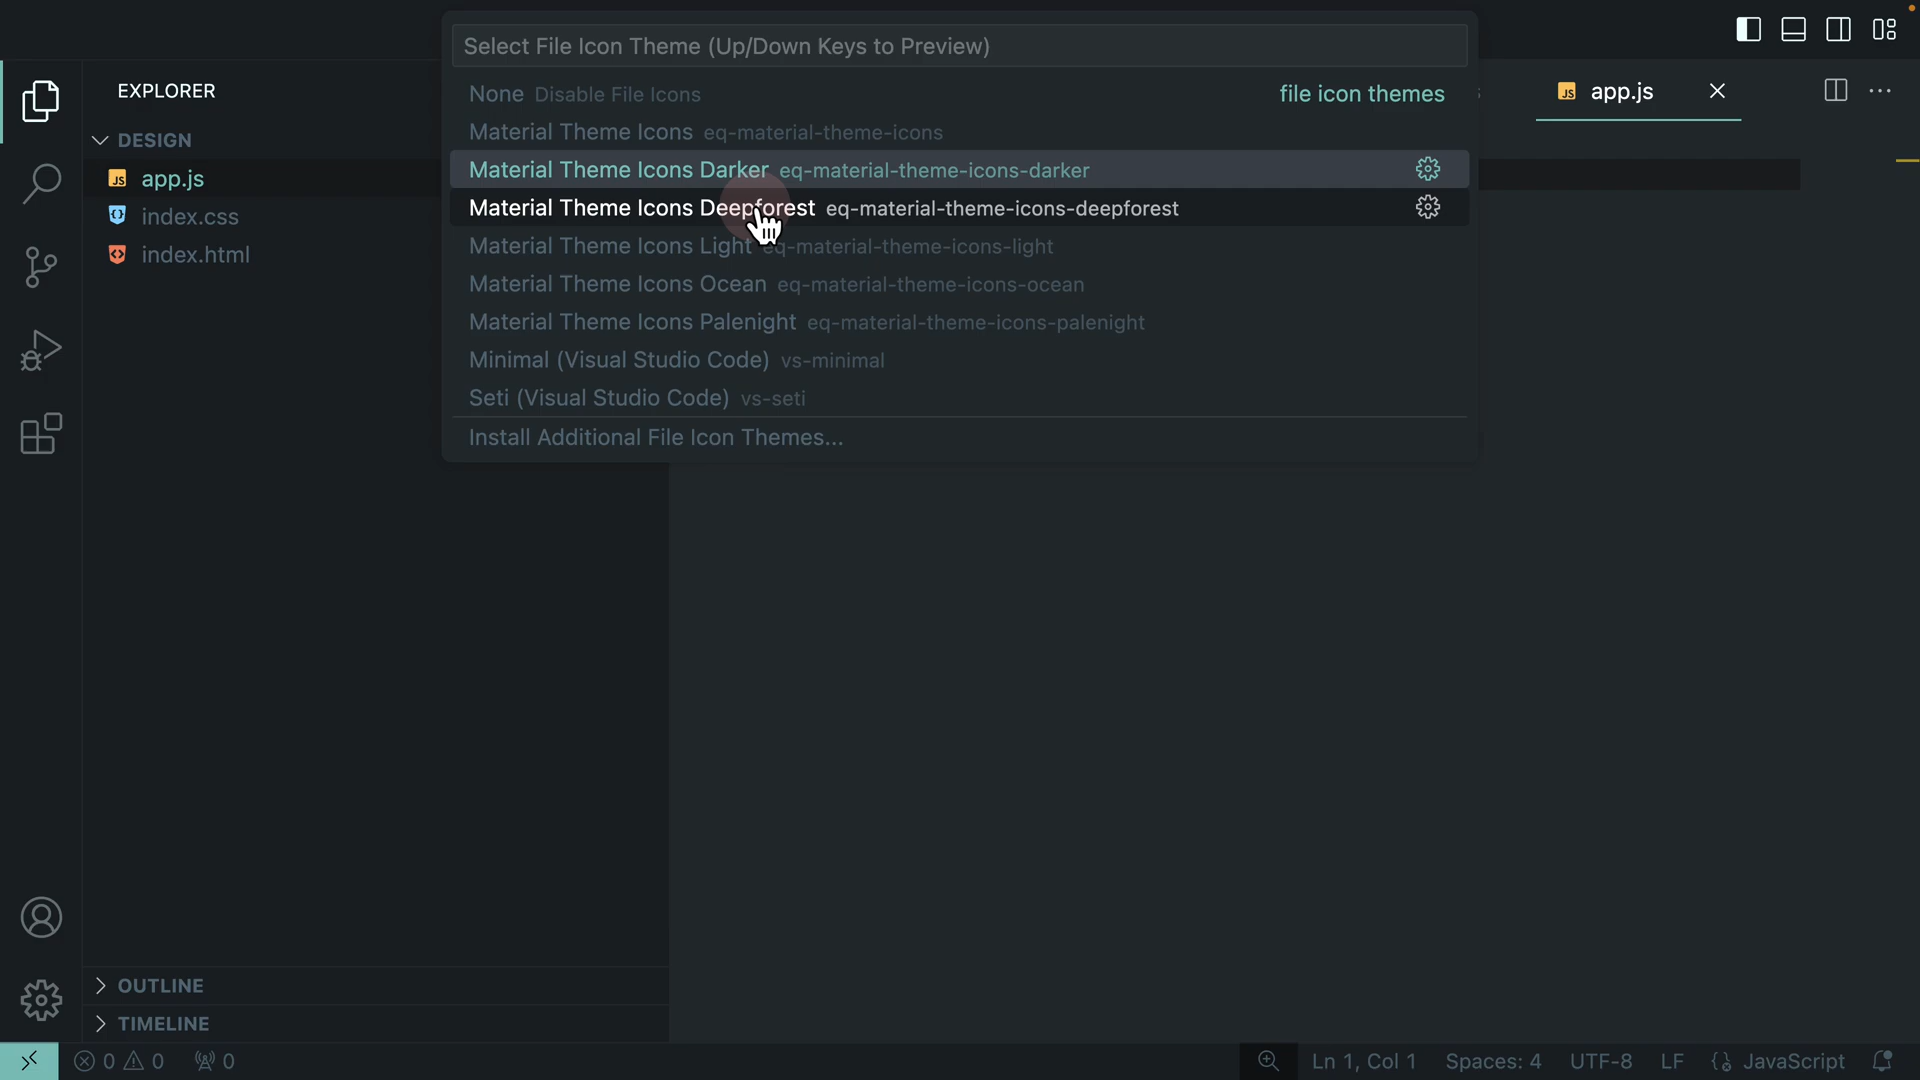 Select File Icon Theme (Up/Down Keys to Preview)
None Disable File Icons file icon themes
Material Theme Icons eq-material-theme-icons
Material Theme Icons Darker eq-material-theme-icons-darker
Material Theme Icons Deepforest eq-material-theme-icons-deepforest
Material Theme Icons Light eq-material-theme-icons-light
Material Theme Icons Ocean eq-material-theme-icons-ocean
Material Theme Icons Palenight eq-material-theme-icons-palenight
Minimal (Visual Studio Code) vs-minimal
Seti (Visual Studio Code) vs-seti
Install Additional File Icon Themes...
EXPLORER
DESIGN
JS app.js
index.css
index.html
JS app.js
OUTLINE
TIMELINE
0 0 0
Ln 1, Col 1 Spaces: 4 UTF-8 LF JavaScript